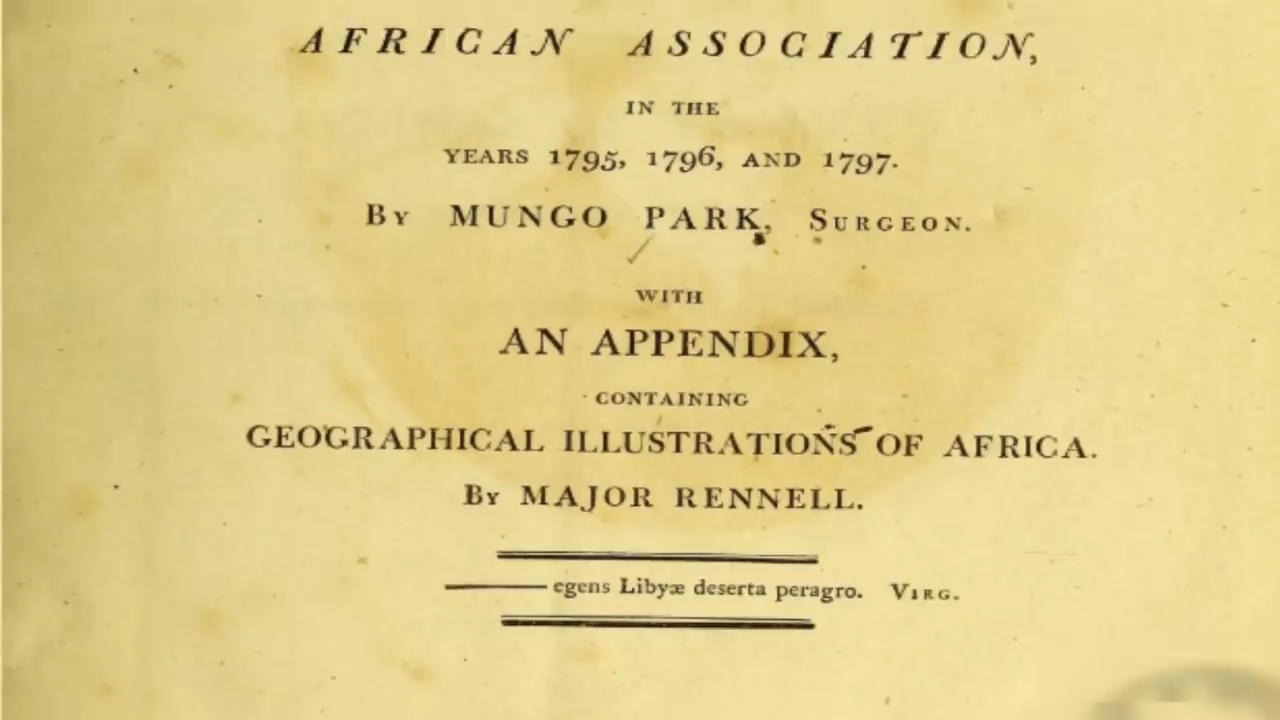 AFRICAN ASSOCIATION,
IN THE
YEARS 1795, 1796, AND 1797.
By MUNGO PARK, Surgeon.
WITH
AN APPENDIX,
CONTAINING
GEOGRAPHICAL ILLUSTRATIONS OF AFRICA.
By MAJOR RENNELL.
——— egens Libyæ deserta peragro. Virg.